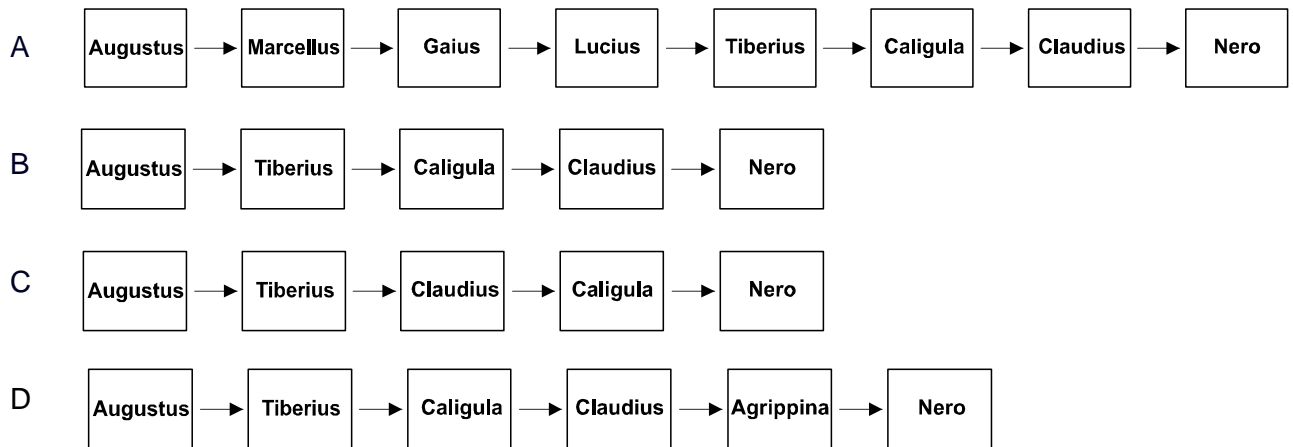 A Augustus Marcellus Gaius Lucius Tiberius Caligula Claudius Nero
B Augustus Tiberius Caligula Claudius Nero
C Augustus Tiberius Claudius Caligula Nero
D Augustus Tiberius Caligula Claudius Agrippina Nero